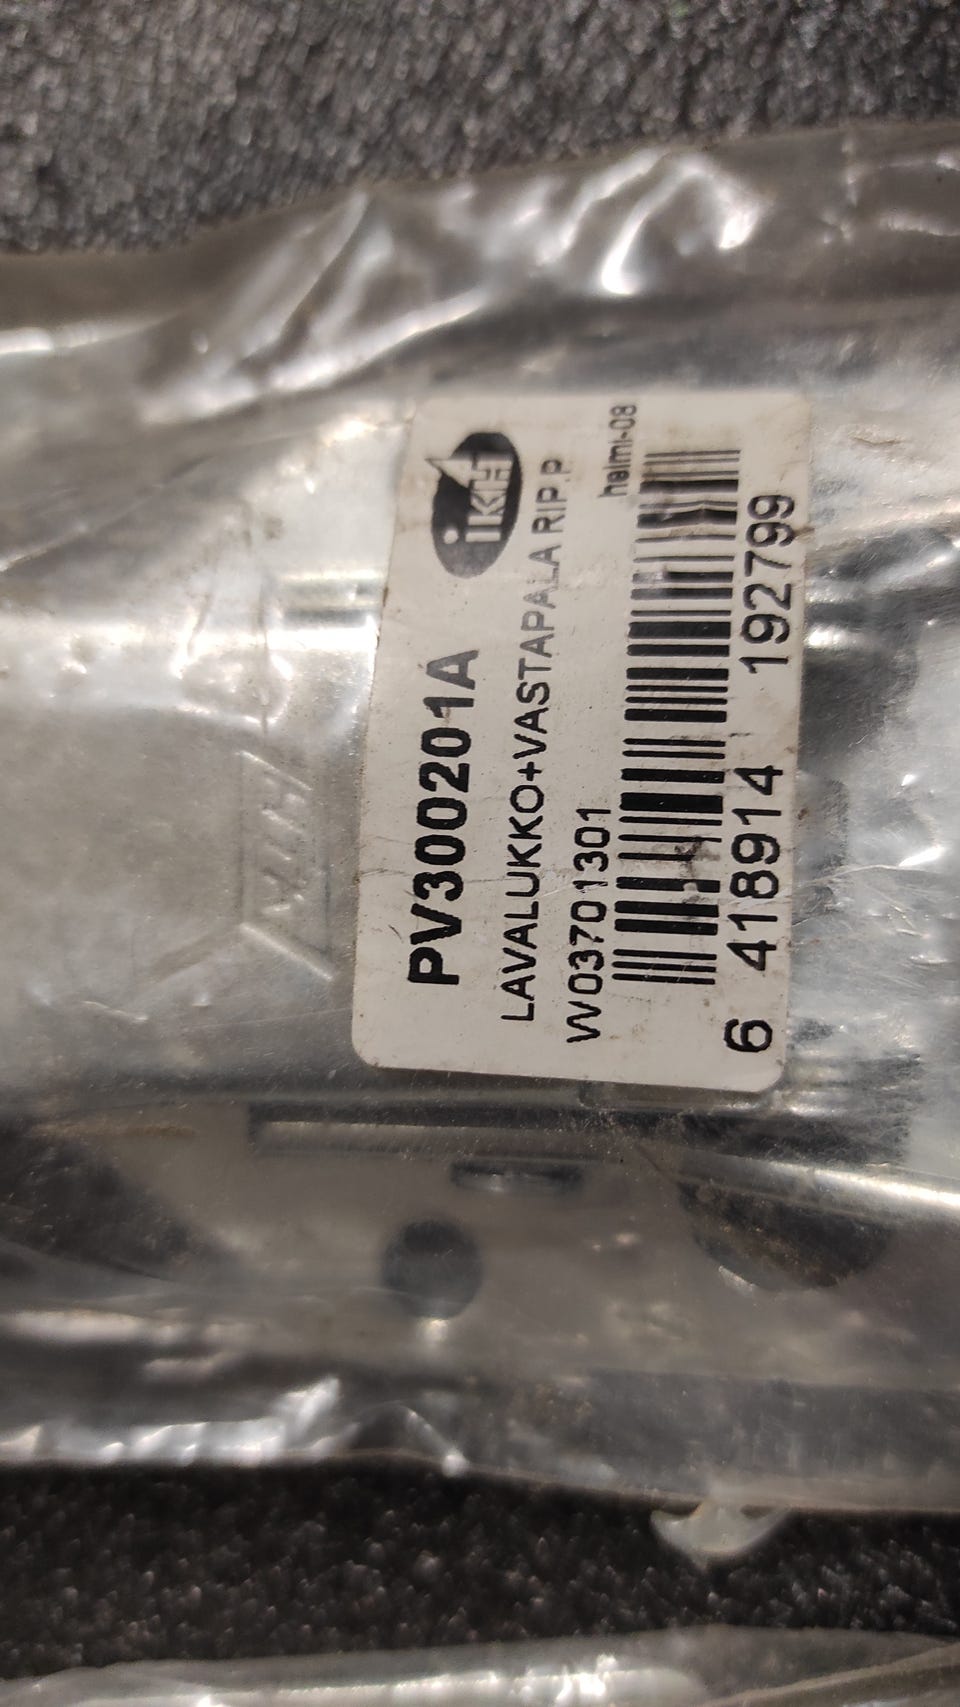 iKH
PV300201A
LAVALUKKO+VASTAPALA RIP.P
W03701301
helmi-08
6 418914 192799